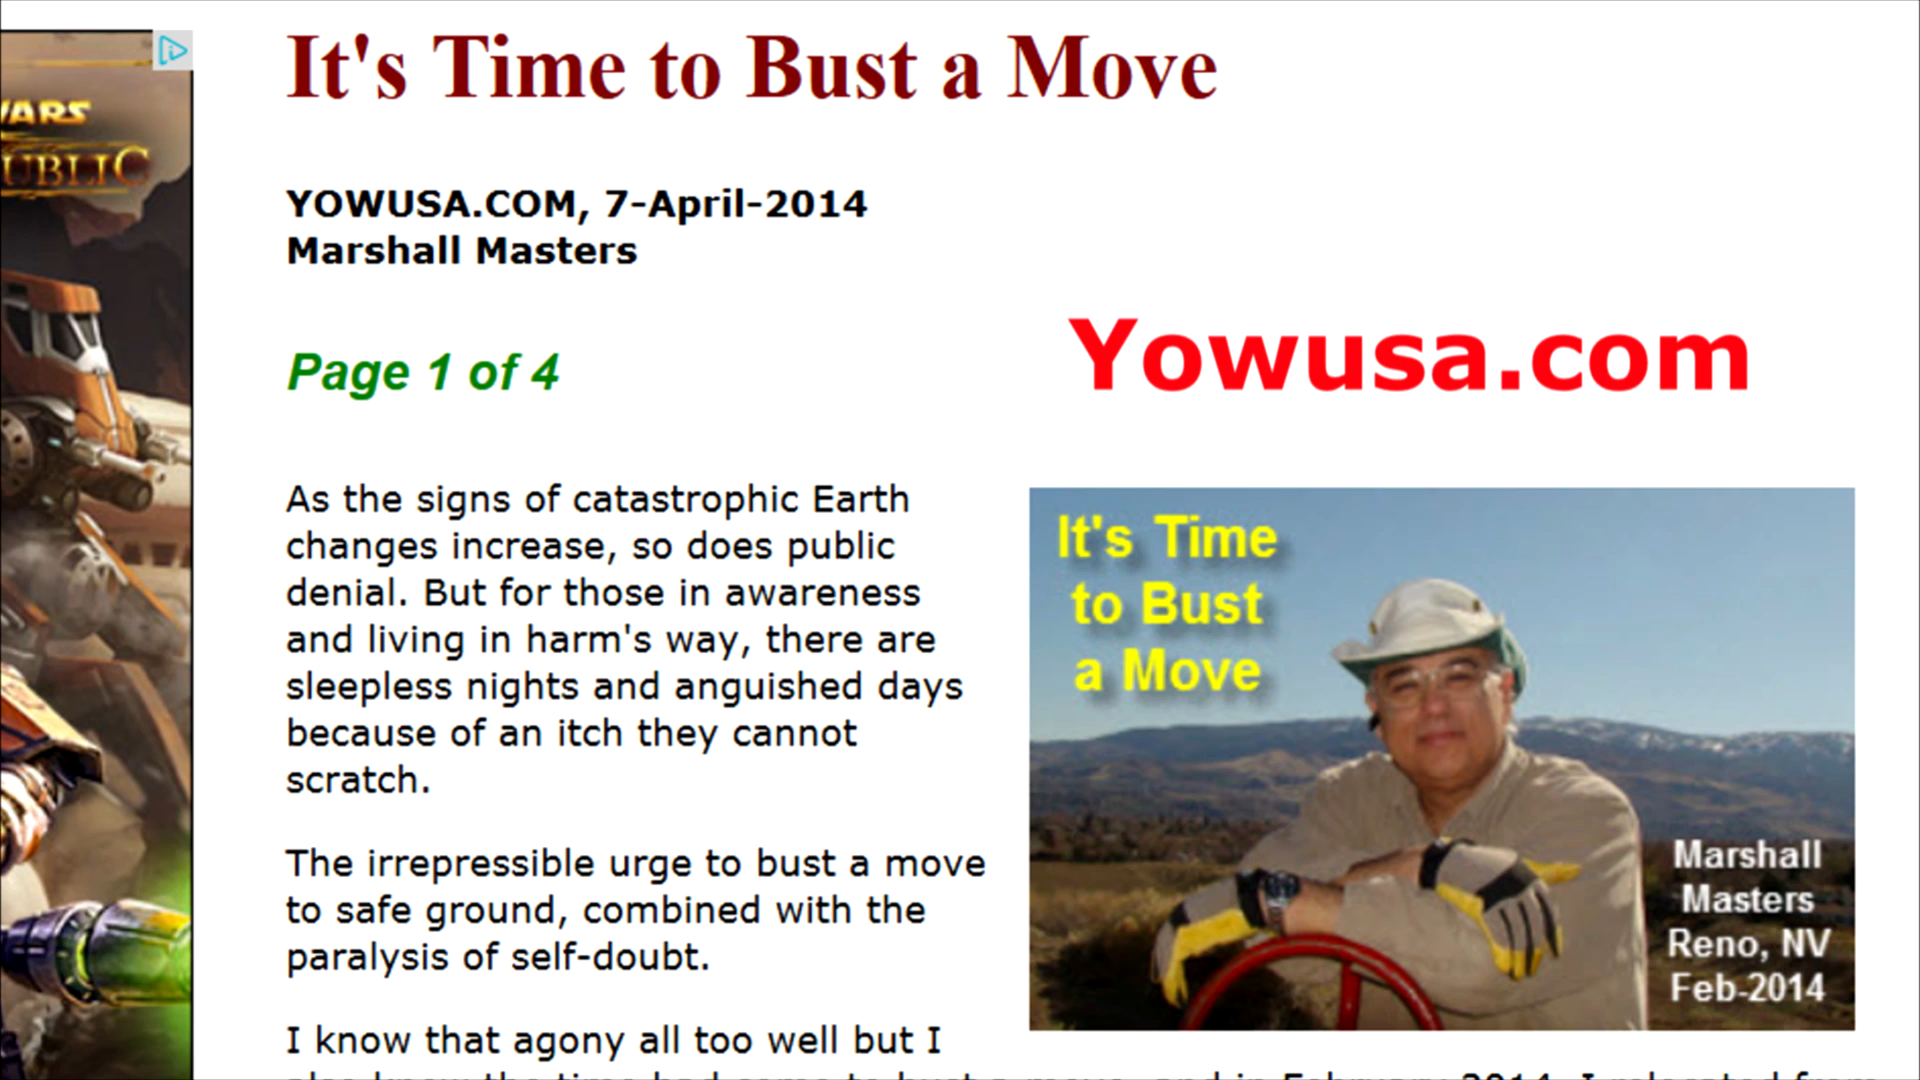 It's Time to Bust a Move
WARS
UBLIC
YOWUSA.COM, 7-April-2014
Marshall Masters
Page 1 of 4
Yowusa.com
As the signs of catastrophic Earth
changes increase, so does public
denial. But for those in awareness
and living in harm's way, there are
sleepless nights and anguished days
because of an itch they cannot
scratch.
The irrepressible urge to bust a move
to safe ground, combined with the
paralysis of self-doubt.
I know that agony all too well but I
It's Time
to Bust
a Move
Marshall
Masters
Reno, NV
Feb-2014